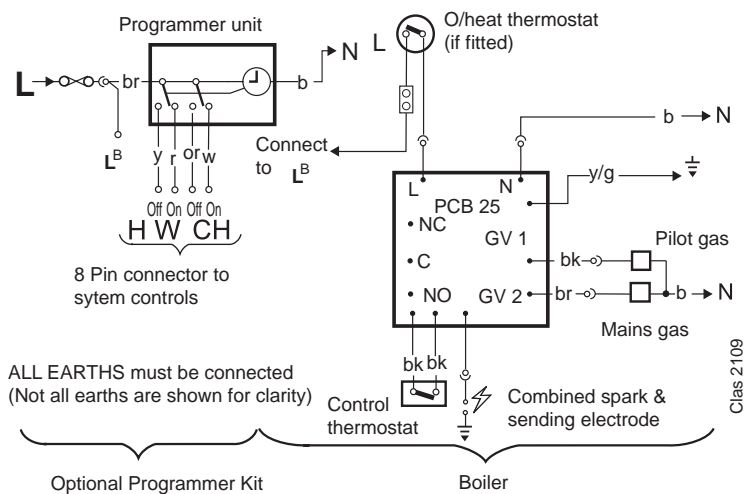 Programmer unit
O/heat thermostat
(if fitted)
L
N
L
br
b
L^B
y r or w
Off On Off On
H W CH
8 Pin connector to
sytem controls
Connect
to L^B
b
N
y/g
L
N
PCB 25
NC
GV 1
C
bk
Pilot gas
NO
GV 2
br
b
N
Mains gas
bk bk
Control
thermostat
Combined spark &
sending electrode
ALL EARTHS must be connected
(Not all earths are shown for clarity)
Optional Programmer Kit
Boiler
Clas 2109